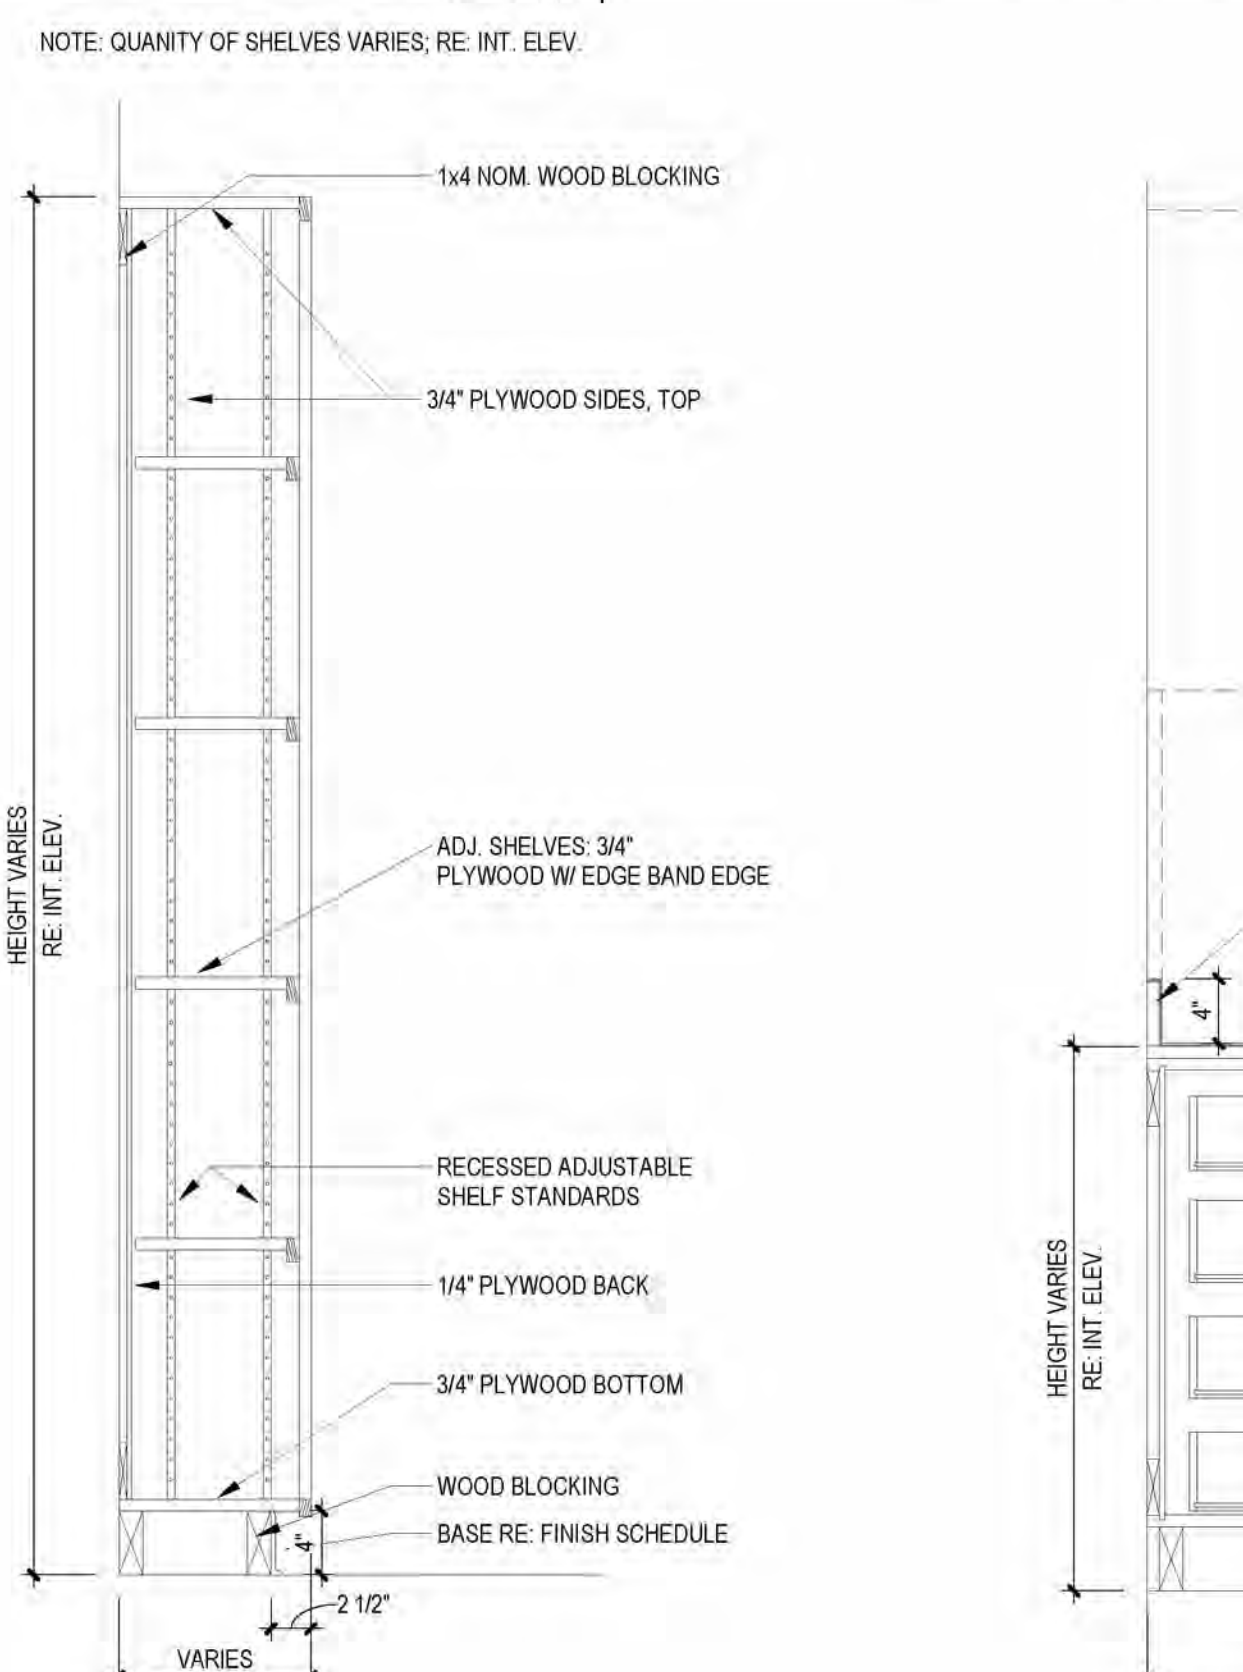 NOTE: QUANITY OF SHELVES VARIES; RE: INT. ELEV.
1x4 NOM. WOOD BLOCKING
3/4" PLYWOOD SIDES, TOP
HEIGHT VARIES
RE: INT. ELEV.
ADJ. SHELVES: 3/4"
PLYWOOD W/ EDGE BAND EDGE
4"
RECESSED ADJUSTABLE
SHELF STANDARDS
HEIGHT VARIES
RE: INT. ELEV.
1/4" PLYWOOD BACK
3/4" PLYWOOD BOTTOM
WOOD BLOCKING
BASE RE: FINISH SCHEDULE
4"
2 1/2"
VARIES